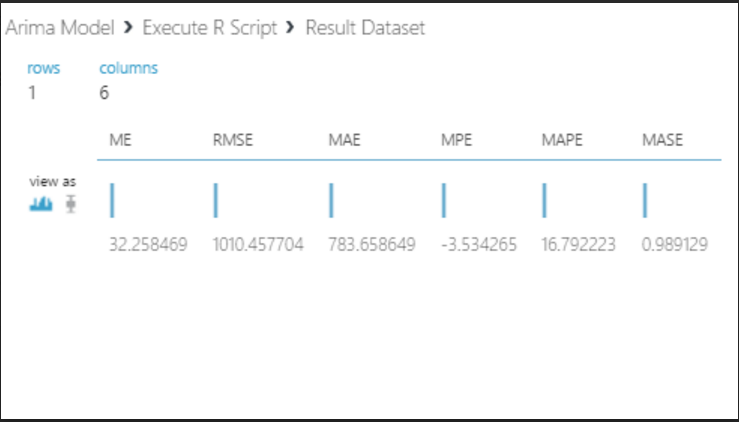 Arima Model ❯ Execute R Script ❯ Result Dataset
rows columns
1 6
ME RMSE MAE MPE MAPE MASE
view as
32.258469 1010.457704 783.658649 -3.534265 16.792223 0.989129